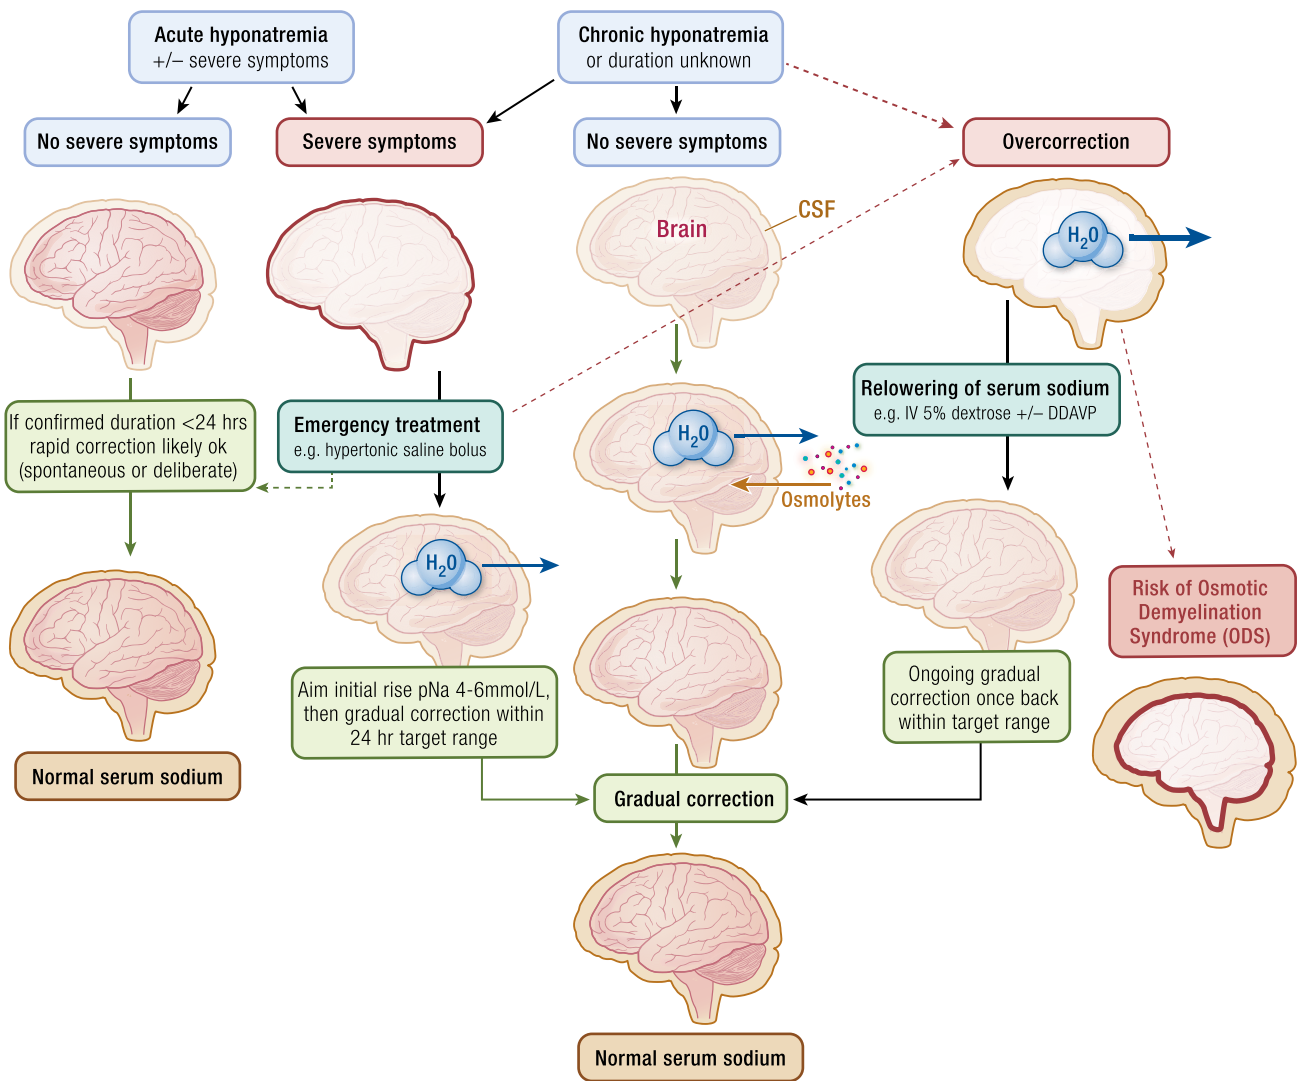 Acute hyponatremia
+/– severe symptoms
Chronic hyponatremia
or duration unknown
No severe symptoms
Severe symptoms
No severe symptoms
Overcorrection
Brain
CSF
H2O
If confirmed duration <24 hrs
rapid correction likely ok
(spontaneous or deliberate)
Emergency treatment
e.g. hypertonic saline bolus
H2O
Osmolytes
Relowering of serum sodium
e.g. IV 5% dextrose +/– DDAVP
H2O
Risk of Osmotic
Demyelination
Syndrome (ODS)
Aim initial rise pNa 4-6mmol/L,
then gradual correction within
24 hr target range
Ongoing gradual
correction once back
within target range
Normal serum sodium
Gradual correction
Normal serum sodium